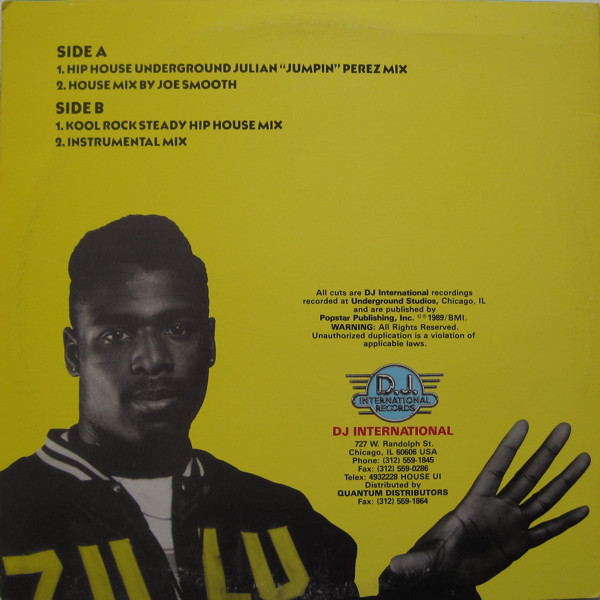 SIDE A
1. HIP HOUSE UNDERGROUND JULIAN “JUMPIN” PEREZ MIX
2. HOUSE MIX BY JOE SMOOTH
SIDE B
1. KOOL ROCK STEADY HIP HOUSE MIX
2. INSTRUMENTAL MIX
All cuts are DJ International recordings
recorded at Underground Studios, Chicago, IL
and are published by
Popstar Publishing, Inc. ©℗1989/BMI.
WARNING: All Rights Reserved.
Unauthorized duplication is a violation of
applicable laws.
D.J.
INTERNATIONAL
RECORDS
DJ INTERNATIONAL
727 W. Randolph St.
Chicago, IL 60606 USA
Phone: (312) 559-1845
Fax: (312) 559-0286
Telex: 4932228 HOUSE UI
Distributed by
QUANTUM DISTRIBUTORS
Fax: (312) 559-1864
ZULU